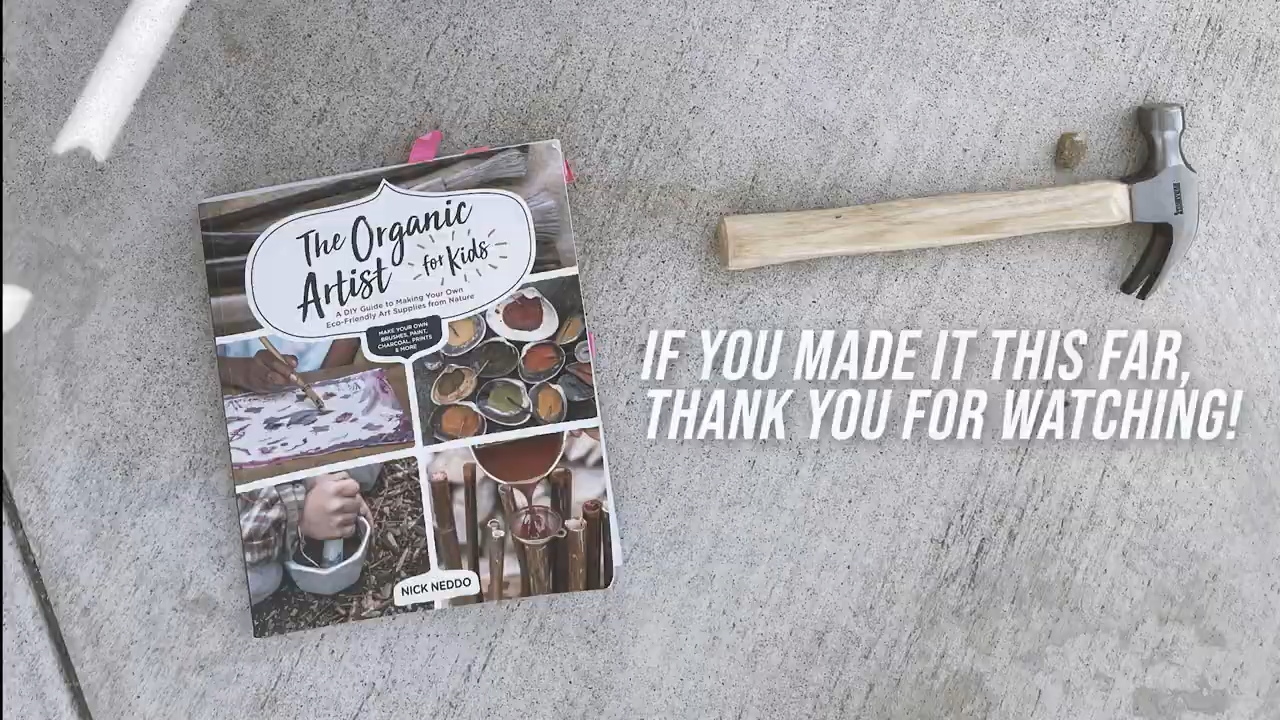 The Organic
Artist for Kids
A DIY Guide to Making Your Own
Eco-Friendly Art Supplies from Nature
MAKE YOUR OWN
BRUSHES, PAINT,
CHARCOAL, PRINTS
& MORE
NICK NEDDO
IF YOU MADE IT THIS FAR,
THANK YOU FOR WATCHING!